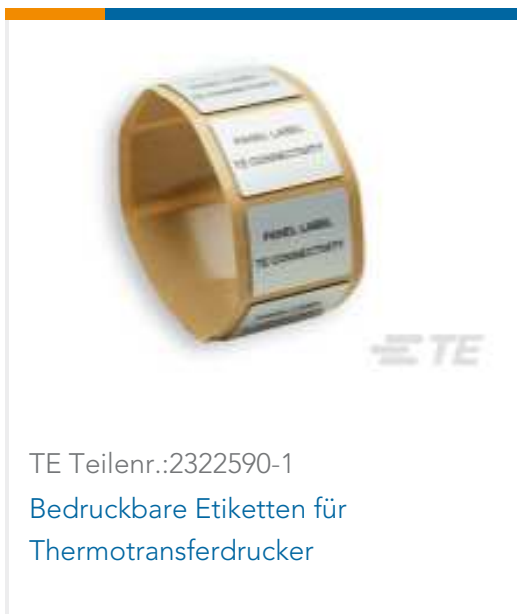 PANEL LABEL
TE CONNECTIVITY
PANEL LABEL
TE CONNECTIVITY
TE
TE Teilenr.:2322590-1
Bedruckbare Etiketten für
Thermotransferdrucker